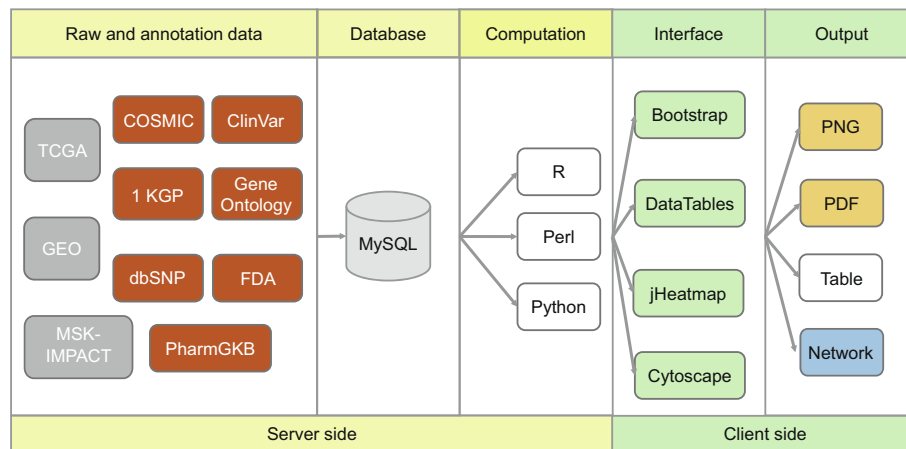 Raw and annotation data
Database
Computation
Interface
Output
TCGA
COSMIC
ClinVar
1 KGP
Gene
Ontology
GEO
dbSNP
FDA
MSK-
IMPACT
PharmGKB
MySQL
R
Perl
Python
Bootstrap
DataTables
jHeatmap
Cytoscape
PNG
PDF
Table
Network
Server side
Client side